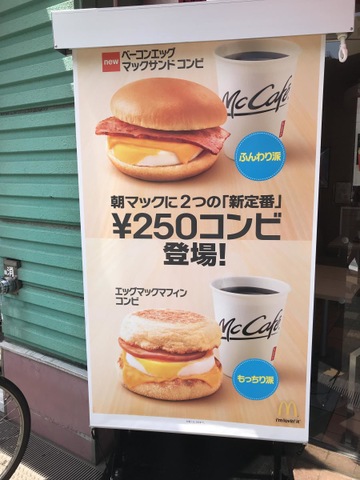 new
ベーコンエッグ
マックサンド コンビ
McCafé
ふんわり派
朝マックに2つの「新定番」
¥250コンビ
登場!
エッグマックマフィン
コンビ
McCafé
もっちり派